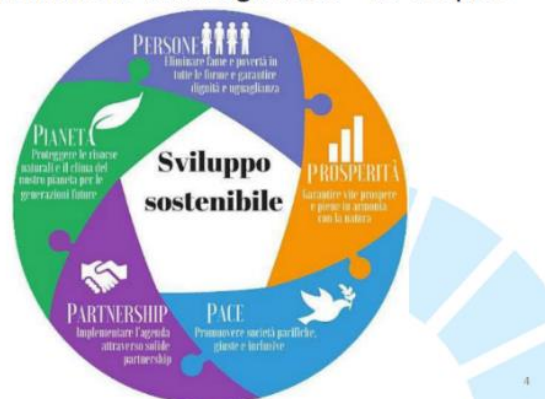 PERSONE
Eliminare fame e povertà in
tutte le forme e garantire
dignità e uguaglianza
PIANETA
Proteggere le risorse
naturali e il clima del
nostro pianeta per le
generazioni future
Sviluppo
sostenibile
PROSPERITÀ
Garantire vite prospere
e piene in armonia
con la natura
PARTNERSHIP
Implementare l'agenda
attraverso solide
partnership
PACE
Promuovere società pacifiche,
giuste e inclusive
4